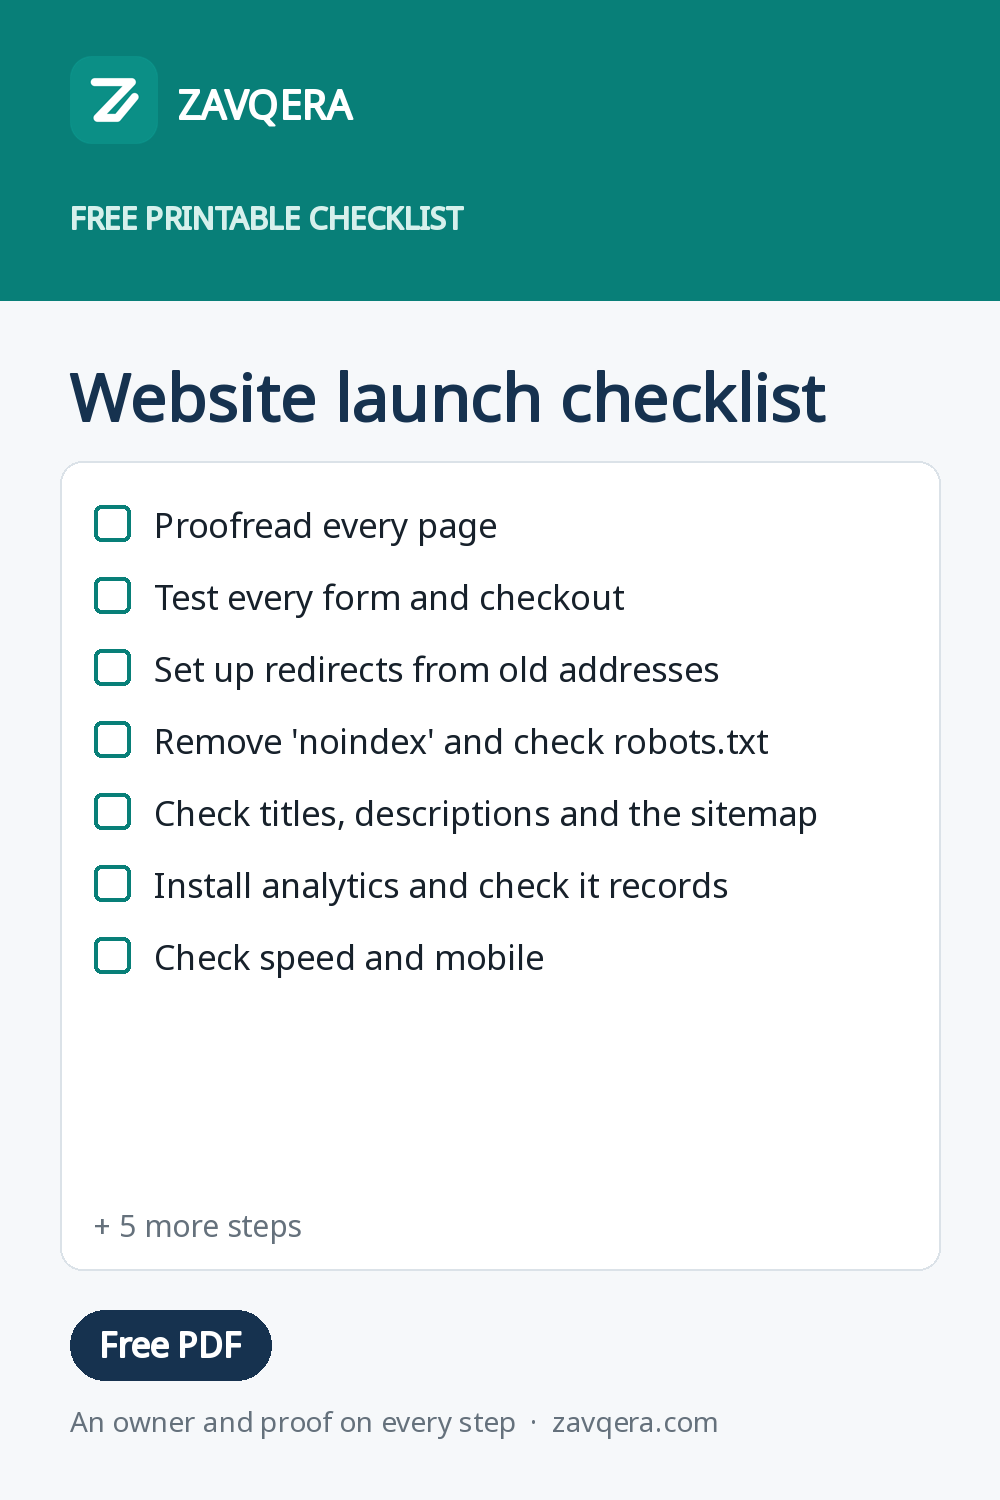 ZAVQERA
FREE PRINTABLE CHECKLIST
Website launch checklist
Proofread every page
Test every form and checkout
Set up redirects from old addresses
Remove 'noindex' and check robots.txt
Check titles, descriptions and the sitemap
Install analytics and check it records
Check speed and mobile
+ 5 more steps
Free PDF
An owner and proof on every step · zavqera.com